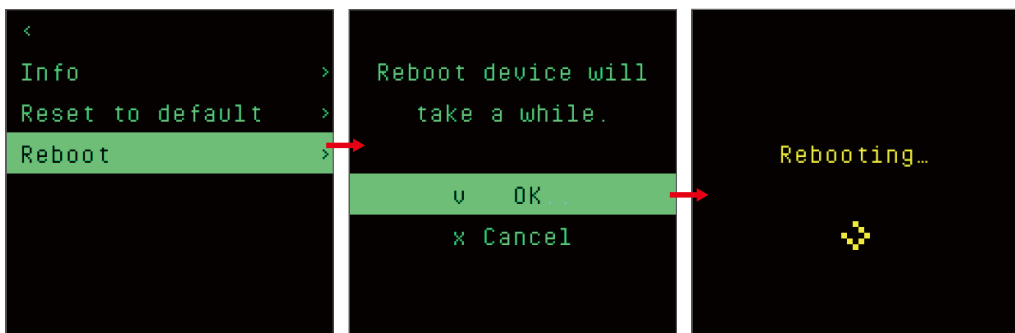 <
Info >
Reset to default >
Reboot >
Reboot device will
take a while.
v OK
x Cancel
Rebooting…